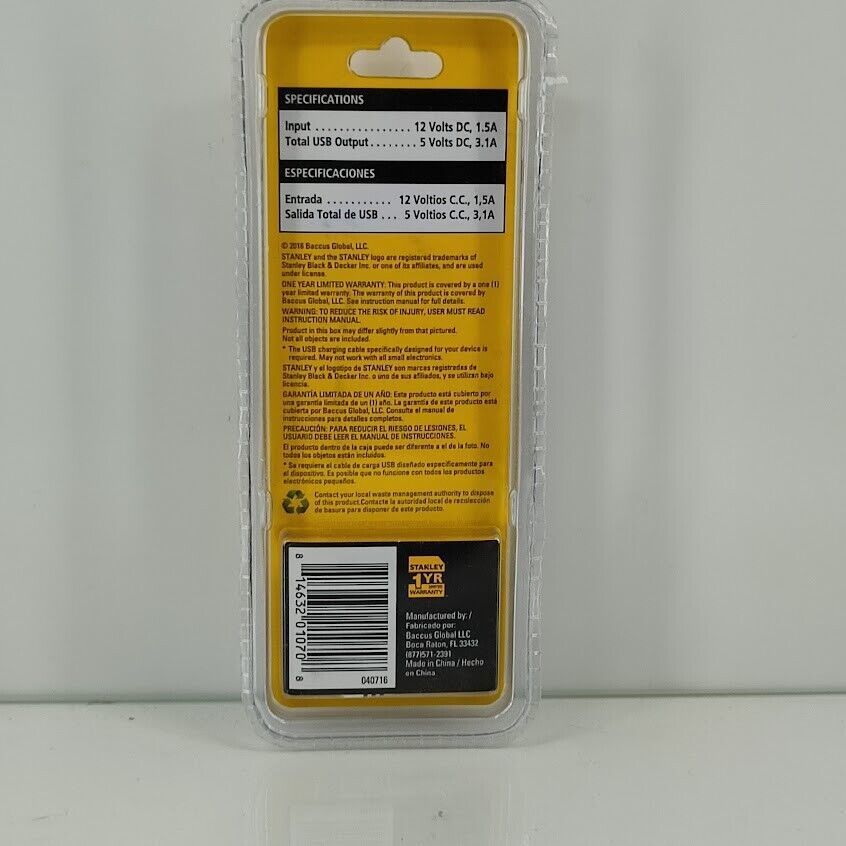 SPECIFICATIONS
Input ................ 12 Volts DC, 1.5A
Total USB Output........ 5 Volts DC, 3.1A
ESPECIFICACIONES
Entrada ........... 12 Voltios C.C., 1,5A
Salida Total de USB ... 5 Voltios C.C., 3,1A
© 2016 Baccus Global, LLC.
STANLEY and the STANLEY logo are registered trademarks of
Stanley Black & Decker Inc. or one of its affiliates, and are used
under license.
ONE YEAR LIMITED WARRANTY: This product is covered by a one (1)
year limited warranty. The warranty of this product is covered by
Baccus Global, LLC. See instruction manual for full details.
WARNING: TO REDUCE THE RISK OF INJURY, USER MUST READ
INSTRUCTION MANUAL.
Product in this box may differ slightly from that pictured.
Not all objects are included.
* The USB charging cable specifically designed for your device is
required. May not work with all small electronics.
STANLEY y el logotipo de STANLEY son marcas registradas de
Stanley Black & Decker Inc. o uno de sus afiliados, y se utilizan bajo
licencia.
GARANTÍA LIMITADA DE UN AÑO: Este producto está cubierto por
una garantía limitada de un (1) año. La garantía de este producto está
cubierta por Baccus Global, LLC. Consulte el manual de
instrucciones para detalles completos.
PRECAUCIÓN: PARA REDUCIR EL RIESGO DE LESIONES, EL
USUARIO DEBE LEER EL MANUAL DE INSTRUCCIONES.
El producto dentro de la caja puede ser diferente a el de la foto. No
todos los objetos están incluidos.
* Se requiere el cable de carga USB diseñado específicamente para
el dispositivo. Es posible que no funcione con todos los productos
electrónicos pequeños.
Contact your local waste management authority to dispose
of this product.Contacte la autoridad local de recolección
de basura para disponer de este producto.
8 14632 01070 8
040716
STANLEY
1 YR
LIMITED
WARRANTY
Manufactured by: /
Fabricado por:
Baccus Global LLC
Boca Raton, FL 33432
(877)571-2391
Made in China / Hecho
en China